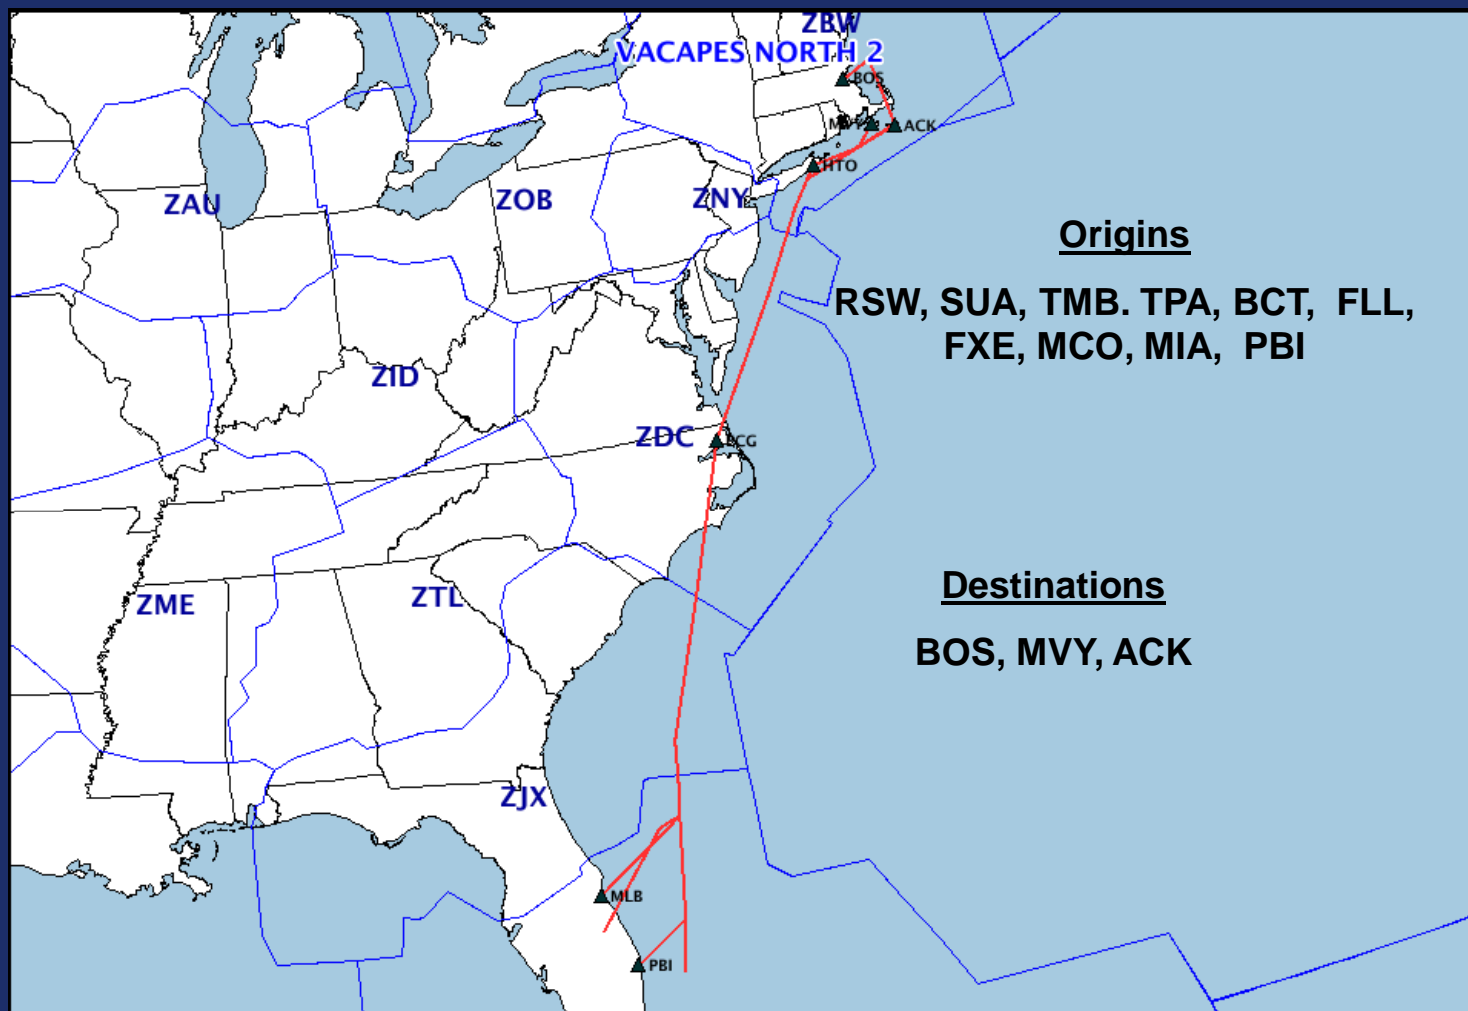 ZBW
VACAPES NORTH 2
BOS
MVY
ACK
HTO
ZAU
ZOB
ZNY
Origins
RSW, SUA, TMB. TPA, BCT, FLL,
FXE, MCO, MIA, PBI
ZID
ZDC
ECG
Destinations
ZME
ZTL
BOS, MVY, ACK
ZJX
MLB
PBI